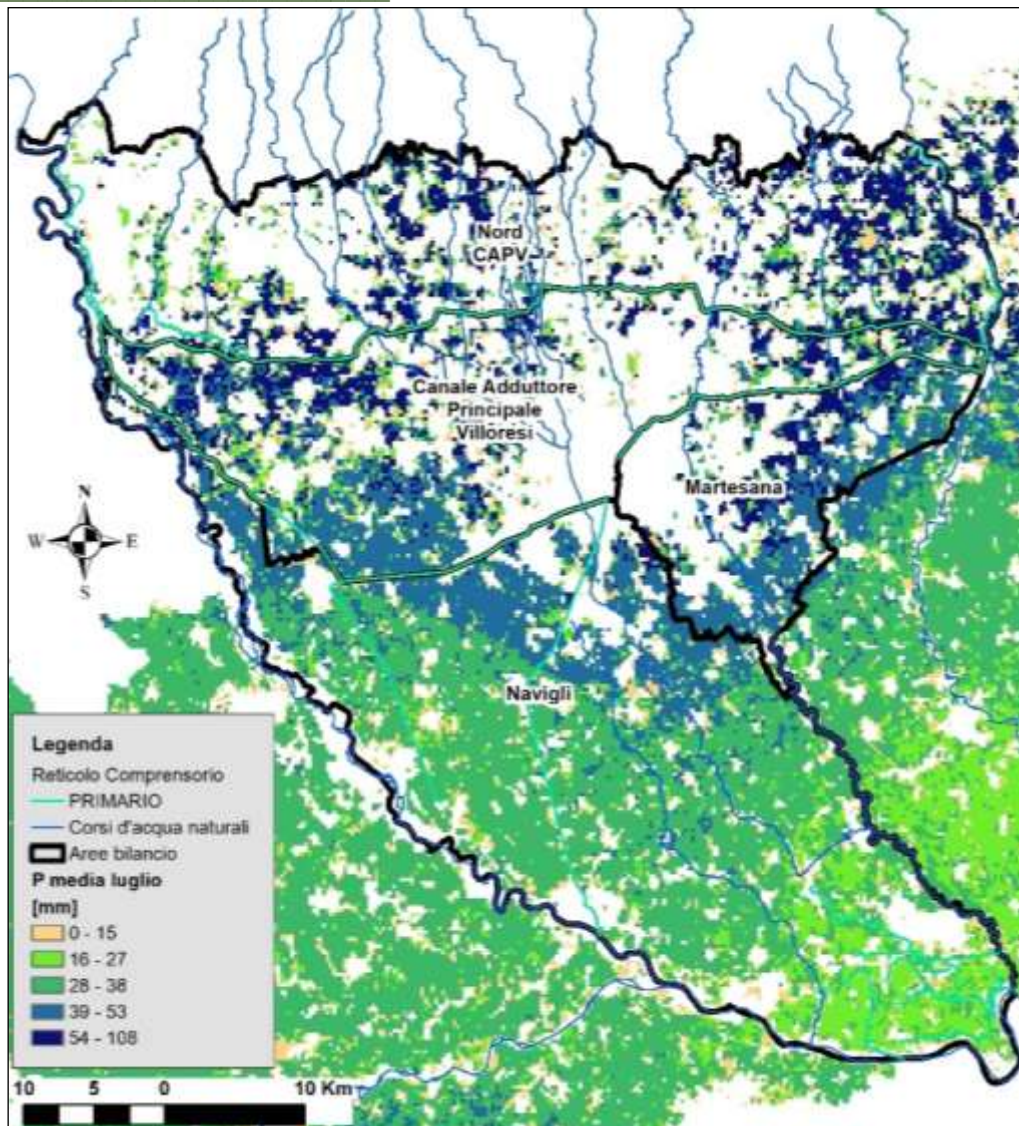 Nord
CAPV
Canale Adduttore
Principale
Villoresi
Martesana
N
W
E
S
Navigli
Legenda
Reticolo Comprensorio
PRIMARIO
Corsi d'acqua naturali
Aree bilancio
P media luglio
[mm]
0 - 15
16 - 27
28 - 38
39 - 53
54 - 108
10 5 0 10 Km